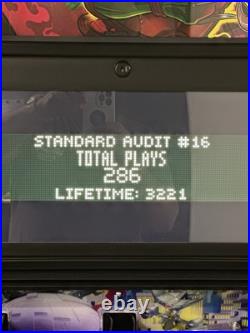 STANDARD AUDIT #16
TOTAL PLAYS
286
LIFETIME: 3221